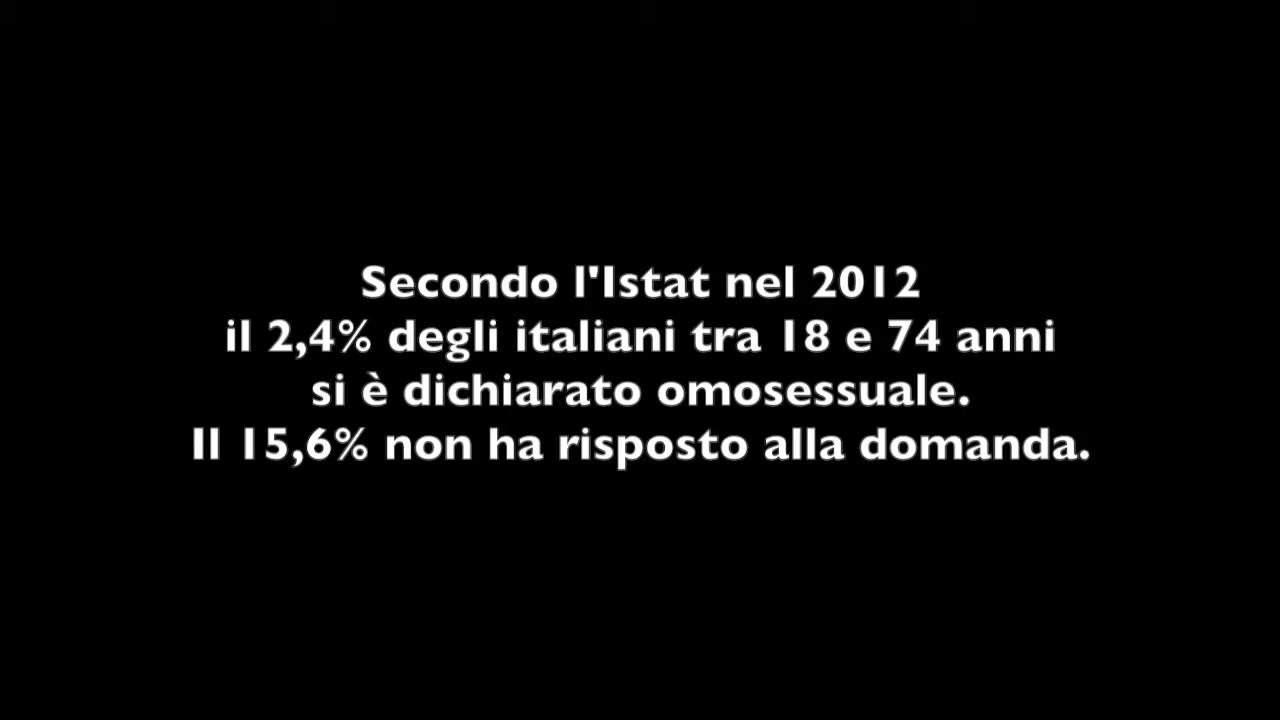 Secondo l'Istat nel 2012
il 2,4% degli italiani tra 18 e 74 anni
si è dichiarato omosessuale.
Il 15,6% non ha risposto alla domanda.